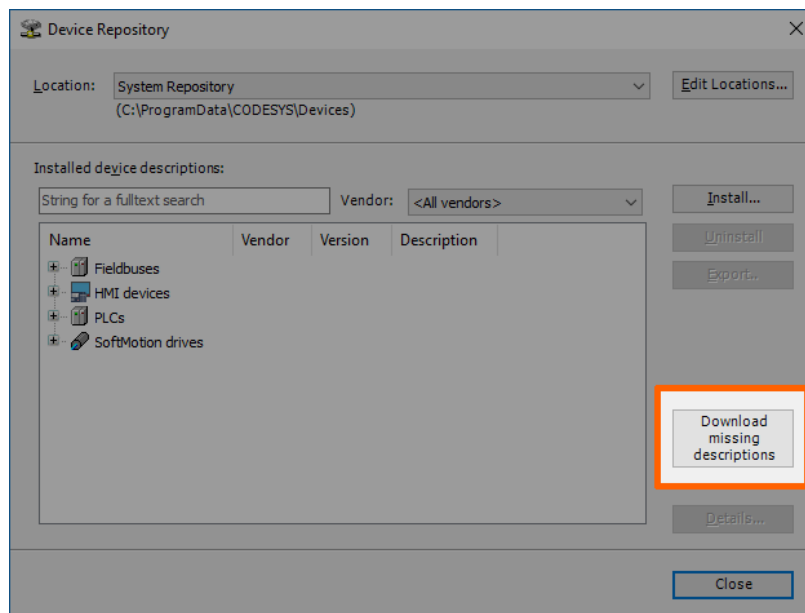 Device Repository
Location: System Repository Edit Locations...
(C:\ProgramData\CODESYS\Devices)
Installed device descriptions:
String for a fulltext search Vendor: <All vendors> Install...
Name Vendor Version Description Uninstall
Fieldbuses Export..
HMI devices
PLCs
SoftMotion drives
Download
missing
descriptions
Details...
Close